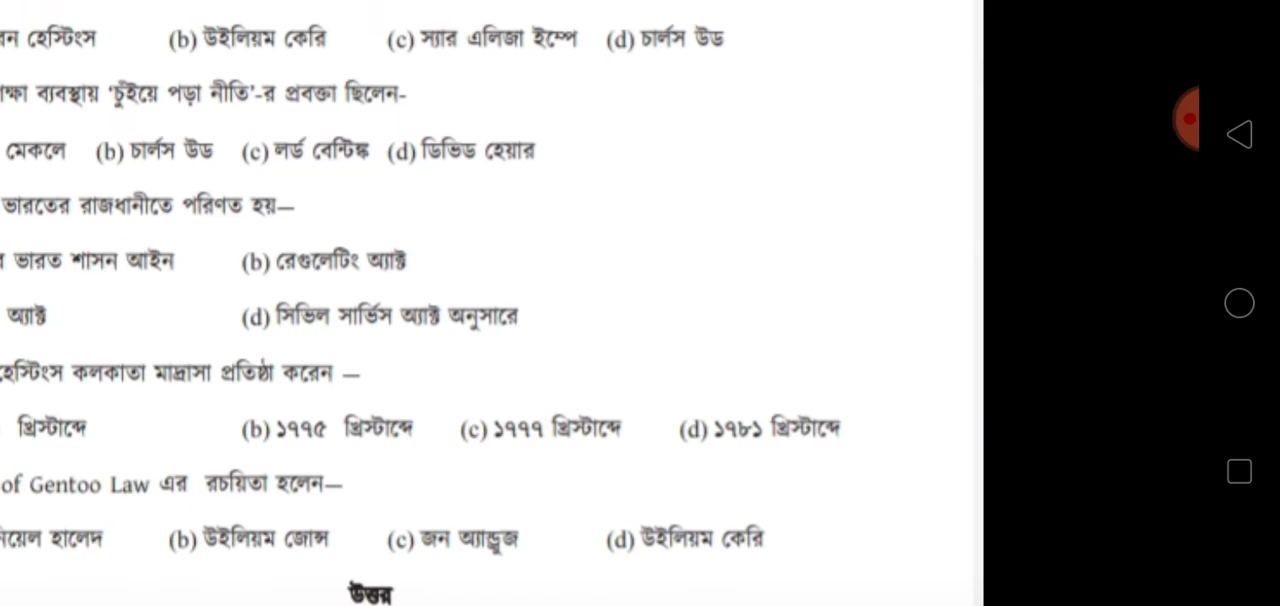 হেস্টিংস (b) উইলিয়ম কেরি (c) স্যার এলিজা ইম্পে (d) চার্লস উড
ব্যবস্থায় 'চুঁইয়ে পড়া নীতি'-র প্রবক্তা ছিলেন-
মেকলে (b) চার্লস উড (c) লর্ড বেন্টিঙ্ক (d) ডিভিড হেয়ার
ভারতের রাজধানীতে পরিণত হয়—
ভারত শাসন আইন (b) রেগুলেটিং অ্যাক্ট
অ্যাক্ট (d) সিভিল সার্ভিস অ্যাক্ট অনুসারে
হেস্টিংস কলকাতা মাদ্রাসা প্রতিষ্ঠা করেন —
খ্রিস্টাব্দে (b) ১৭৭৫ খ্রিস্টাব্দে (c) ১৭৭৭ খ্রিস্টাব্দে (d) ১৭৮১ খ্রিস্টাব্দে
of Gentoo Law এর রচয়িতা হলেন—
হালেদ (b) উইলিয়ম জোন্স (c) জন অ্যান্ড্রুজ (d) উইলিয়ম কেরি
উত্তর